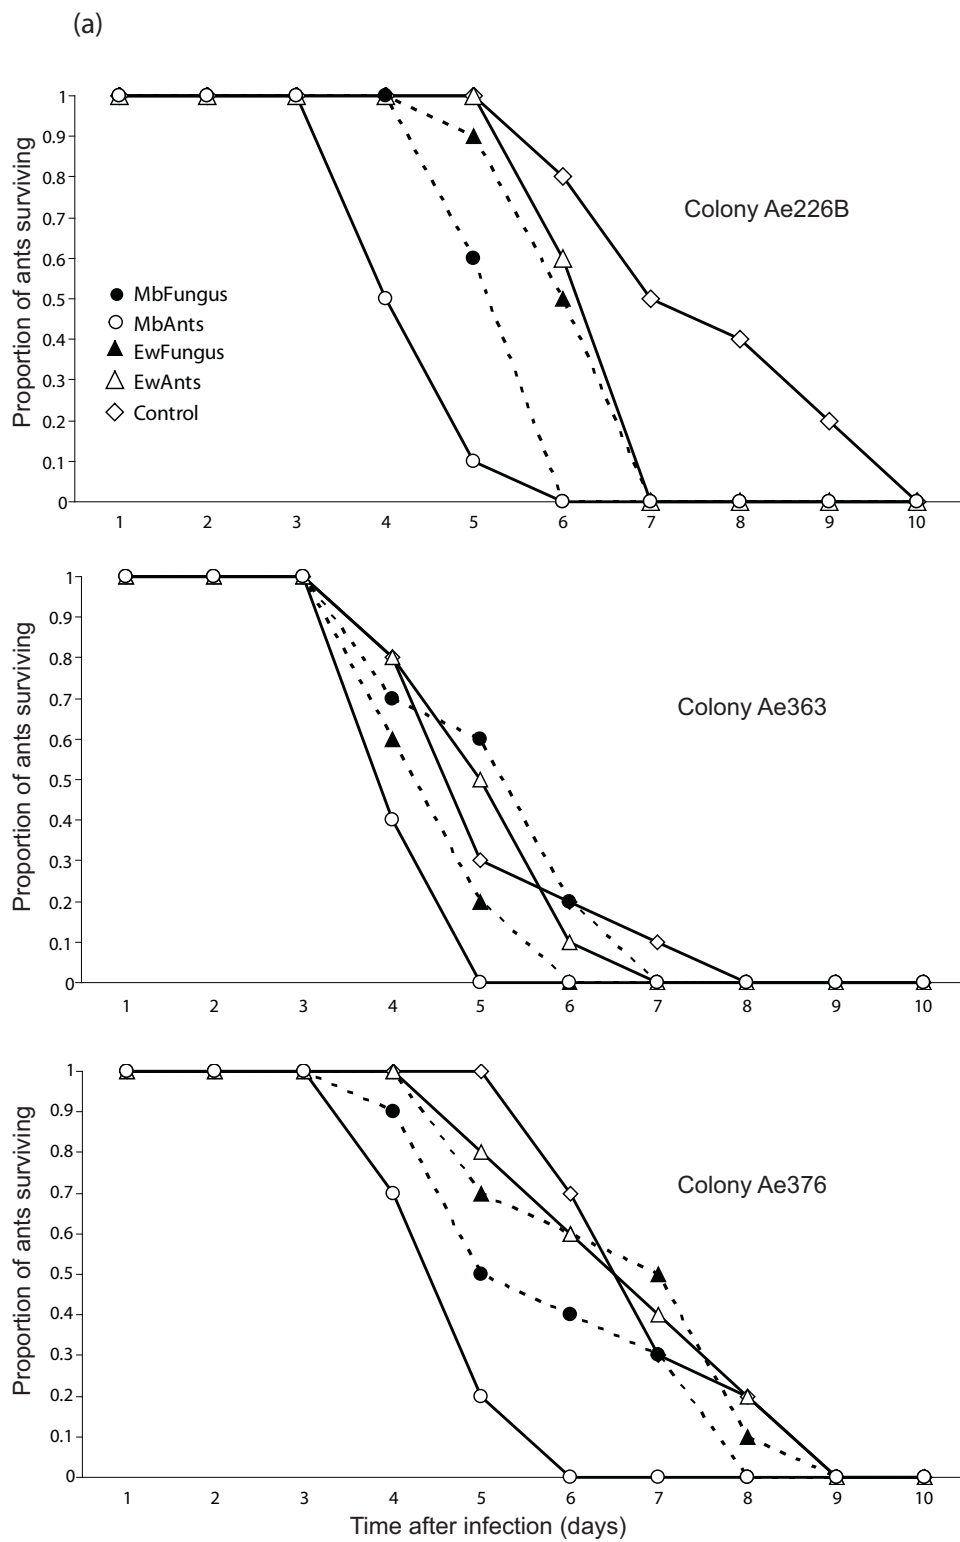 (a)
Proportion of ants surviving
1
0.9
0.8
0.7
0.6
0.5
0.4
0.3
0.2
0.1
0
Colony Ae226B
MbFungus
MbAnts
EwFungus
EwAnts
Control
1 2 3 4 5 6 7 8 9 10
Proportion of ants surviving
1
0.9
0.8
0.7
0.6
0.5
0.4
0.3
0.2
0.1
0
Colony Ae363
1 2 3 4 5 6 7 8 9 10
Proportion of ants surviving
1
0.9
0.8
0.7
0.6
0.5
0.4
0.3
0.2
0.1
0
Colony Ae376
1 2 3 4 5 6 7 8 9 10
Time after infection (days)